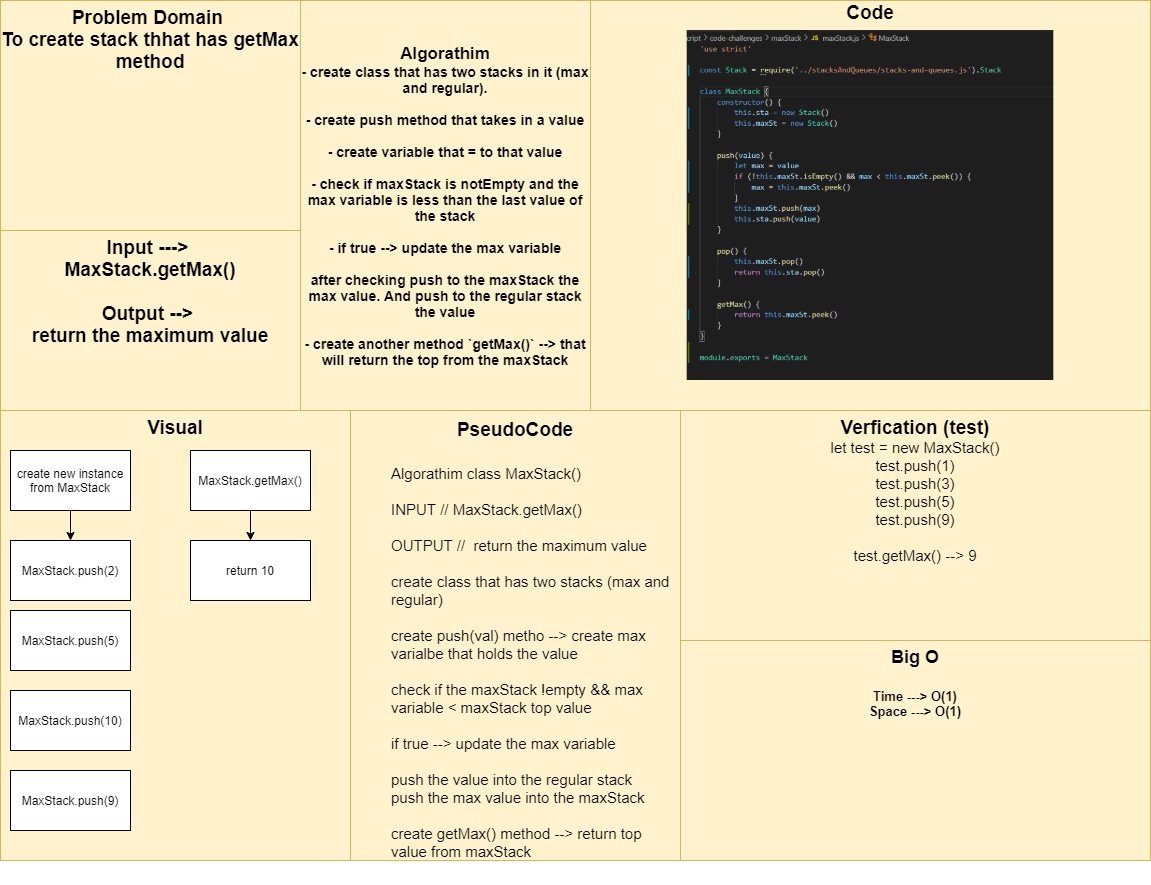 Problem Domain
To create stack thhat has getMax
method
Input --->
MaxStack.getMax()
Output -->
return the maximum value
Algorathim
- create class that has two stacks in it (max
and regular).
- create push method that takes in a value
- create variable that = to that value
- check if maxStack is notEmpty and the
max variable is less than the last value of
the stack
- if true --> update the max variable
after checking push to the maxStack the
max value. And push to the regular stack
the value
- create another method `getMax()` --> that
will return the top from the maxStack
Code
cript > code-challenges > maxStack > JS maxStack.js > MaxStack
'use strict'
const Stack = require('../stacksAndQueues/stacks-and-queues.js').Stack
class MaxStack {
constructor() {
this.sta = new Stack()
this.maxSt = new Stack()
}
push(value) {
let max = value
if (!this.maxSt.isEmpty() && max < this.maxSt.peek()) {
max = this.maxSt.peek()
}
this.maxSt.push(max)
this.sta.push(value)
}
pop() {
this.maxSt.pop()
return this.sta.pop()
}
getMax() {
return this.maxSt.peek()
}
}
module.exports = MaxStack
Visual
create new instance
from MaxStack
MaxStack.push(2)
MaxStack.push(5)
MaxStack.push(10)
MaxStack.push(9)
MaxStack.getMax()
return 10
PseudoCode
Algorathim class MaxStack()
INPUT // MaxStack.getMax()
OUTPUT //  return the maximum value
create class that has two stacks (max and
regular)
create push(val) metho --> create max
varialbe that holds the value
check if the maxStack !empty && max
variable < maxStack top value
if true --> update the max variable
push the value into the regular stack
push the max value into the maxStack
create getMax() method --> return top
value from maxStack
Verfication (test)
let test = new MaxStack()
test.push(1)
test.push(3)
test.push(5)
test.push(9)
test.getMax() --> 9
Big O
Time ---> O(1)
Space ---> O(1)